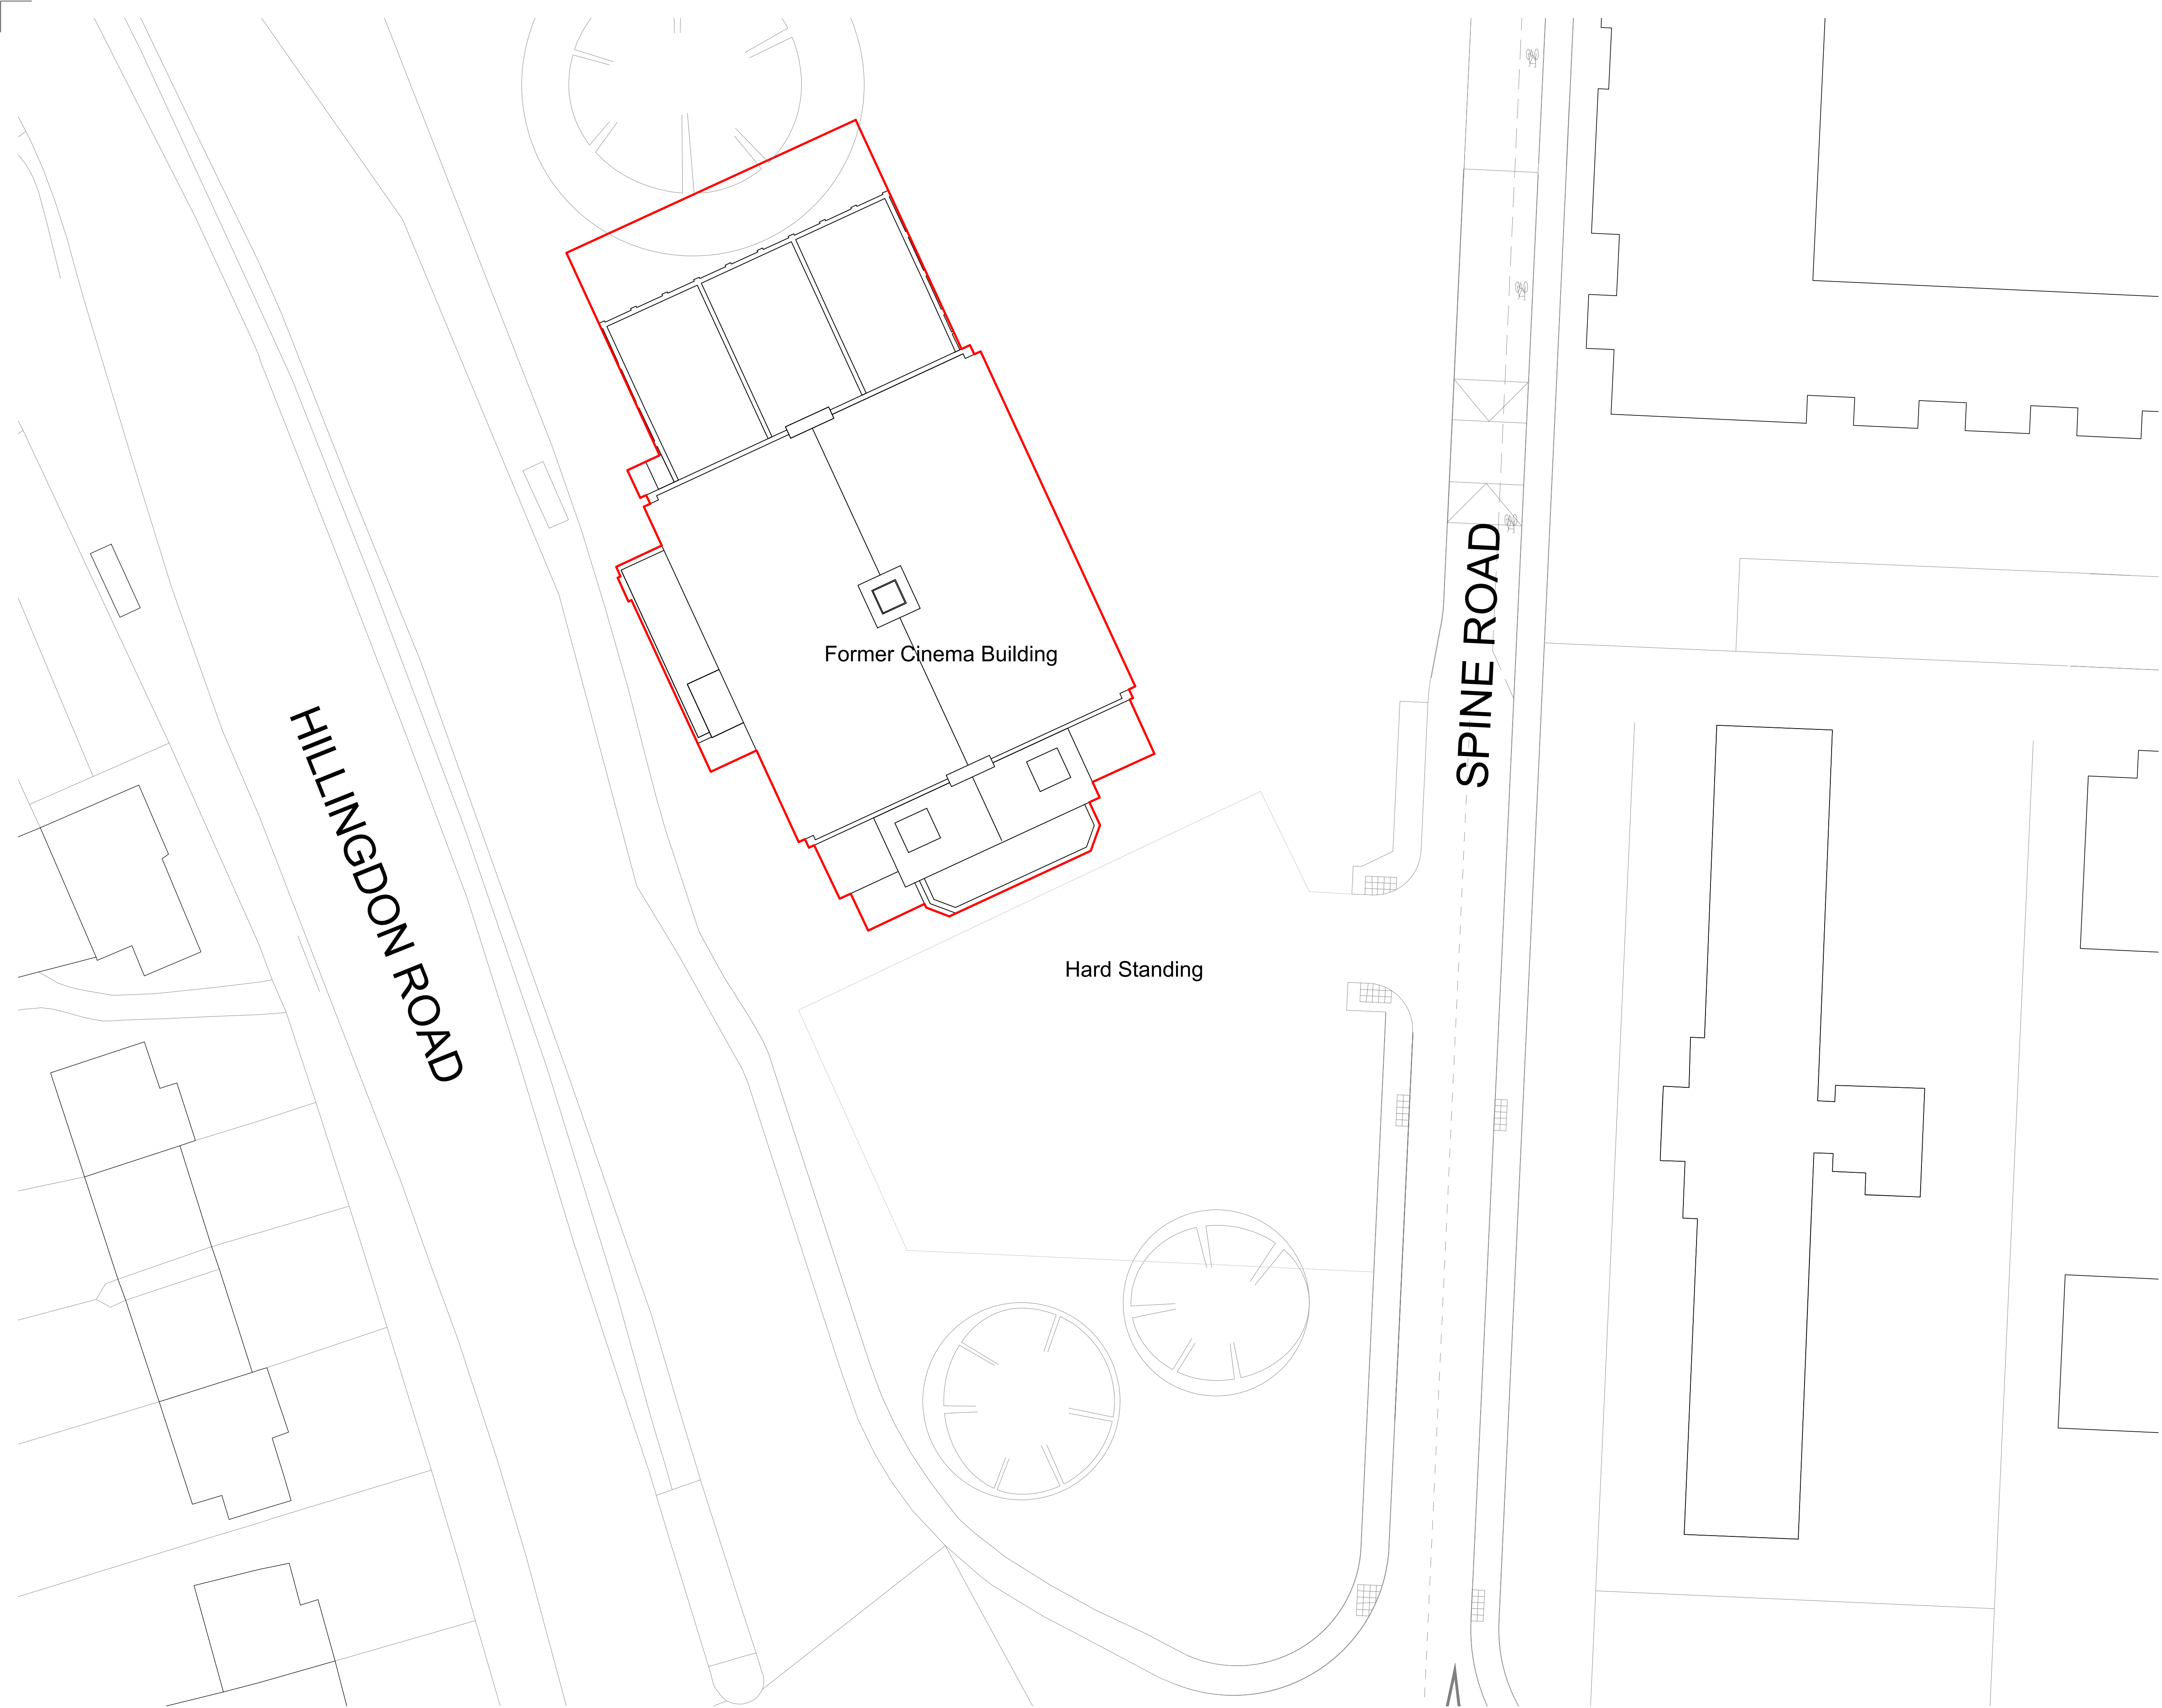 SPINE ROAD
Former Cinema Building
HILLINGDON ROAD
Hard Standing